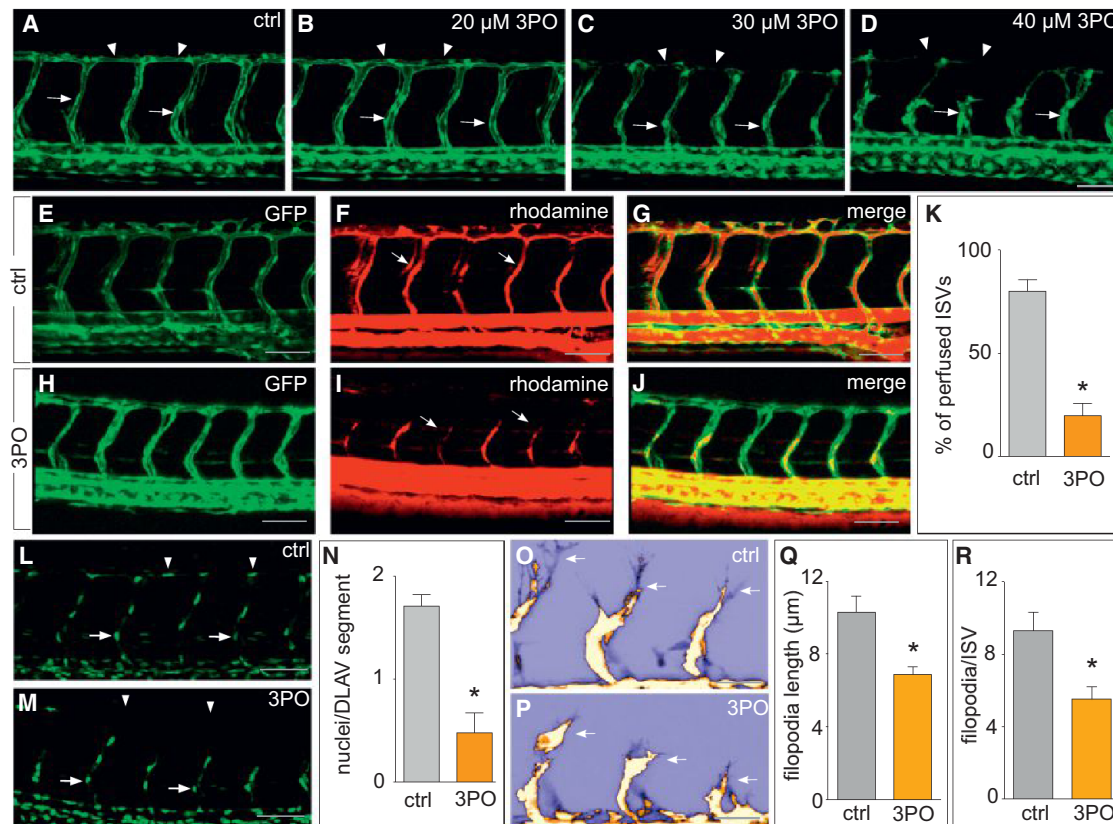 A ctrl
B 20 µM 3PO
C 30 µM 3PO
D 40 µM 3PO
ctrl
E GFP
F rhodamine
G merge
K
% of perfused ISVs
100
50
0
*
ctrl 3PO
3PO
H GFP
I rhodamine
J merge
L ctrl
M 3PO
N
nuclei/DLAV segment
2
1
0
*
ctrl 3PO
O ctrl
P 3PO
Q
filopodia length (µm)
12
8
4
0
*
ctrl 3PO
R
filopodia/ISV
12
8
4
0
*
ctrl 3PO